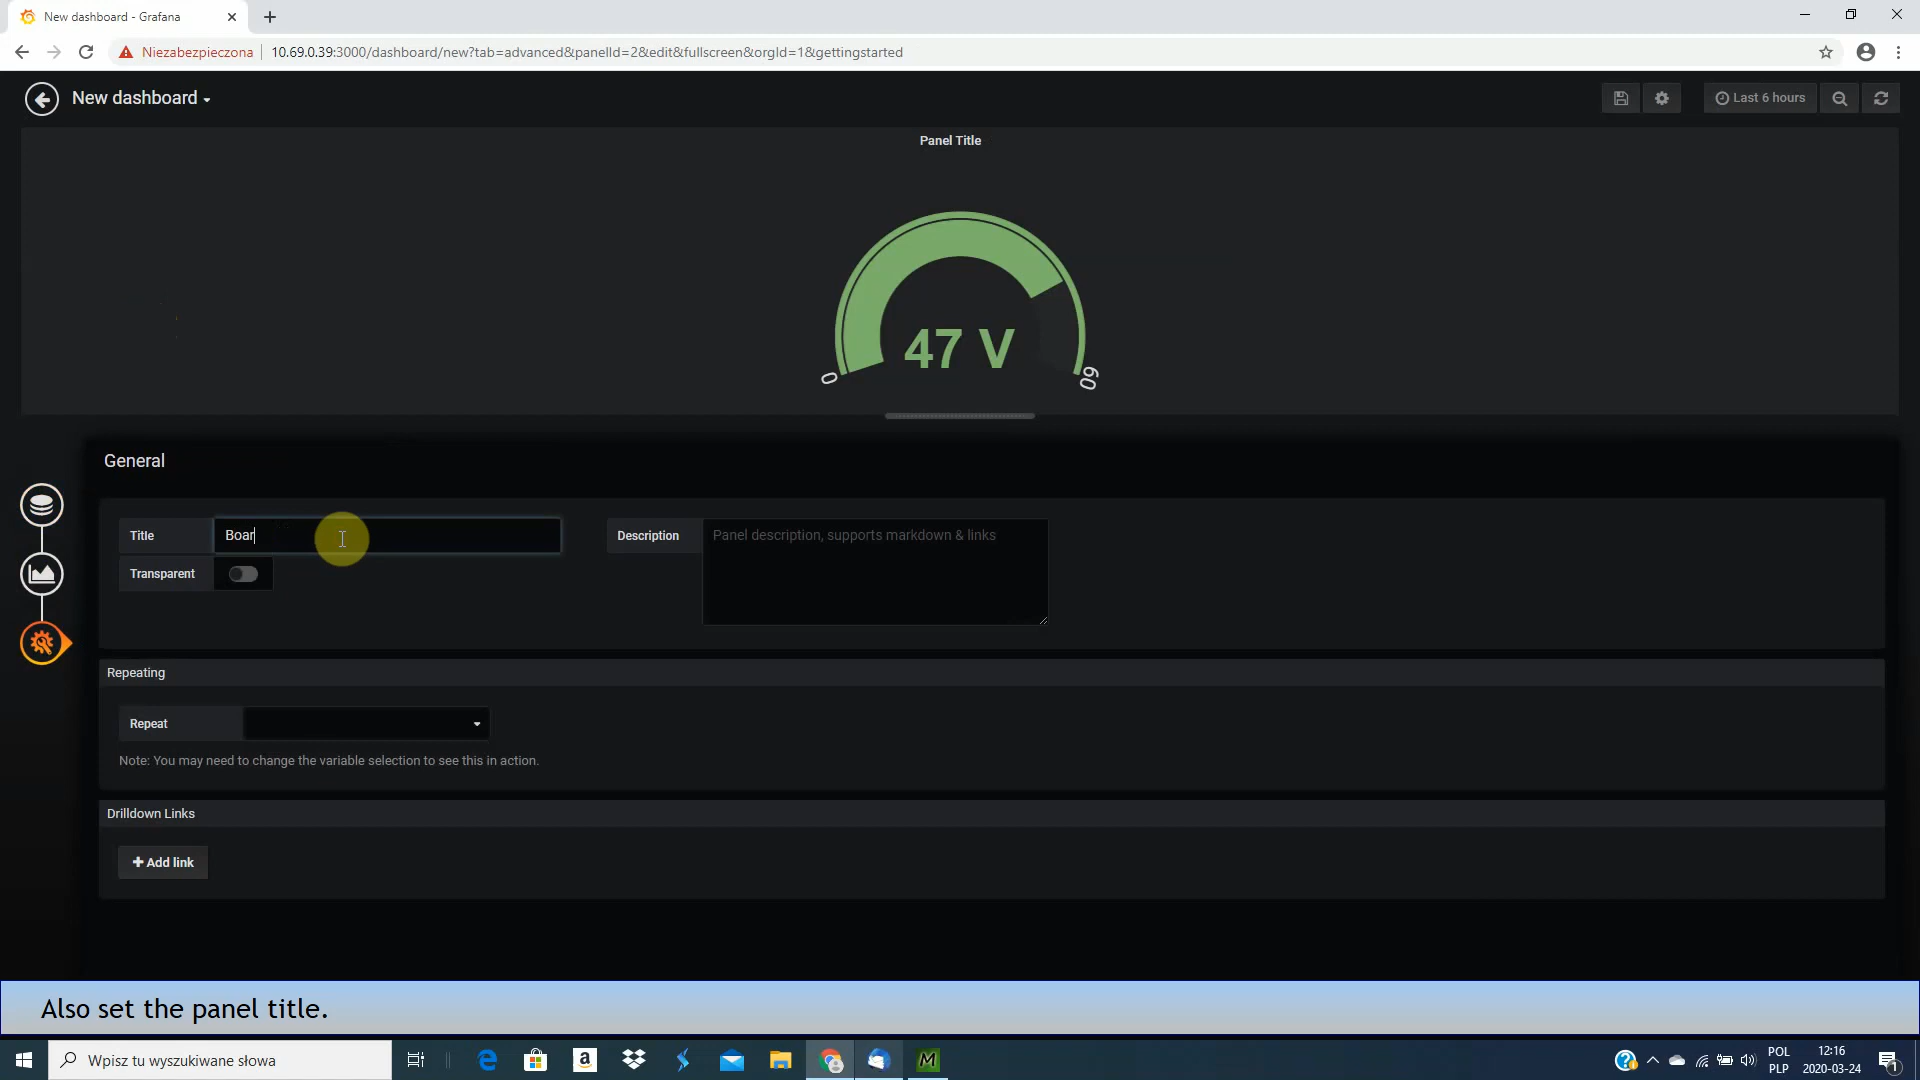 New dashboard - Grafana
Niezabezpieczona
10.69.0.39:3000/dashboard/new?tab=advanced&panelId=2&edit&fullscreen&orgId=1&gettingstarted
New dashboard
Last 6 hours
Panel Title
47 V
0
60
General
Title
Boar
Description
Panel description, supports markdown & links
Transparent
Repeating
Repeat
Note: You may need to change the variable selection to see this in action.
Drilldown Links
Add link
Also set the panel title.
Wpisz tu wyszukiwane słowa
POL
PLP
12:16
2020-03-24
1